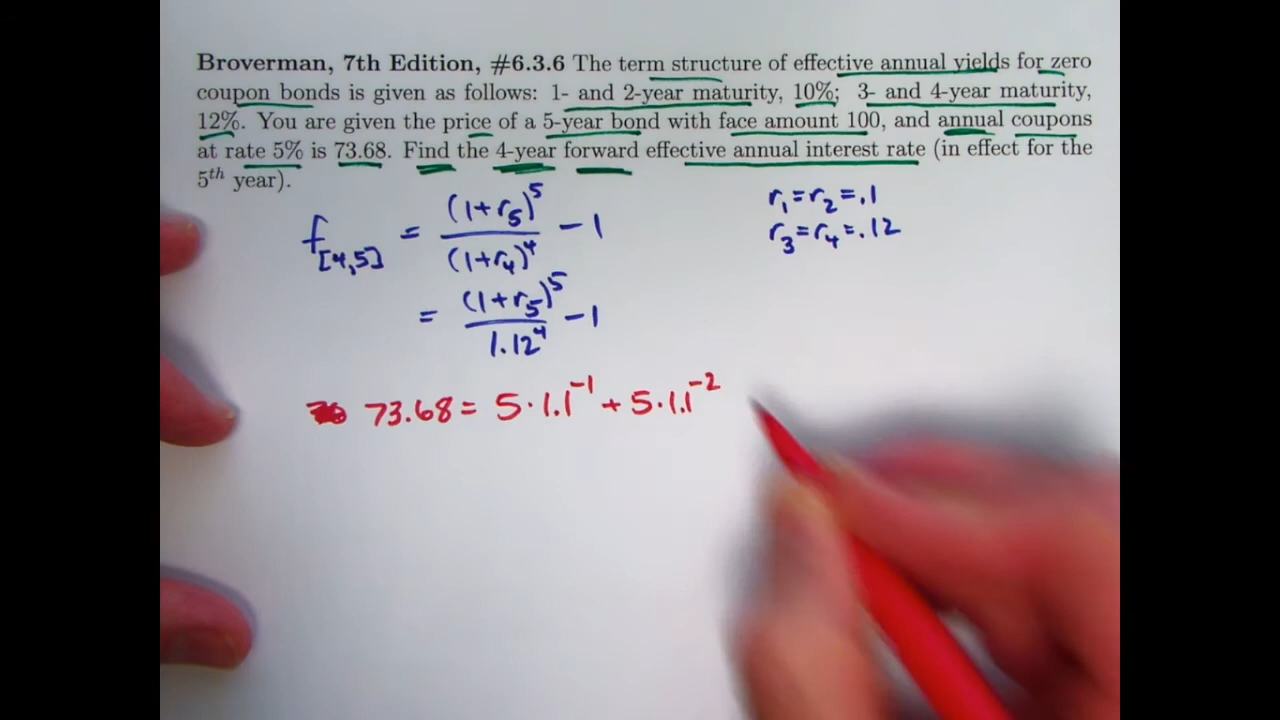 Broverman, 7th Edition, #6.3.6 The term structure of effective annual yields for zero
coupon bonds is given as follows: 1- and 2-year maturity, 10%; 3- and 4-year maturity,
12%. You are given the price of a 5-year bond with face amount 100, and annual coupons
at rate 5% is 73.68. Find the 4-year forward effective annual interest rate (in effect for the
5th year).
f[4,5] = (1+r5)^5 / (1+r4)^4 - 1
= (1+r5)^5 / 1.12^4 - 1
r1=r2=.1
r3=r4=.12
73.68 = 5·1.1^-1 + 5·1.1^-2